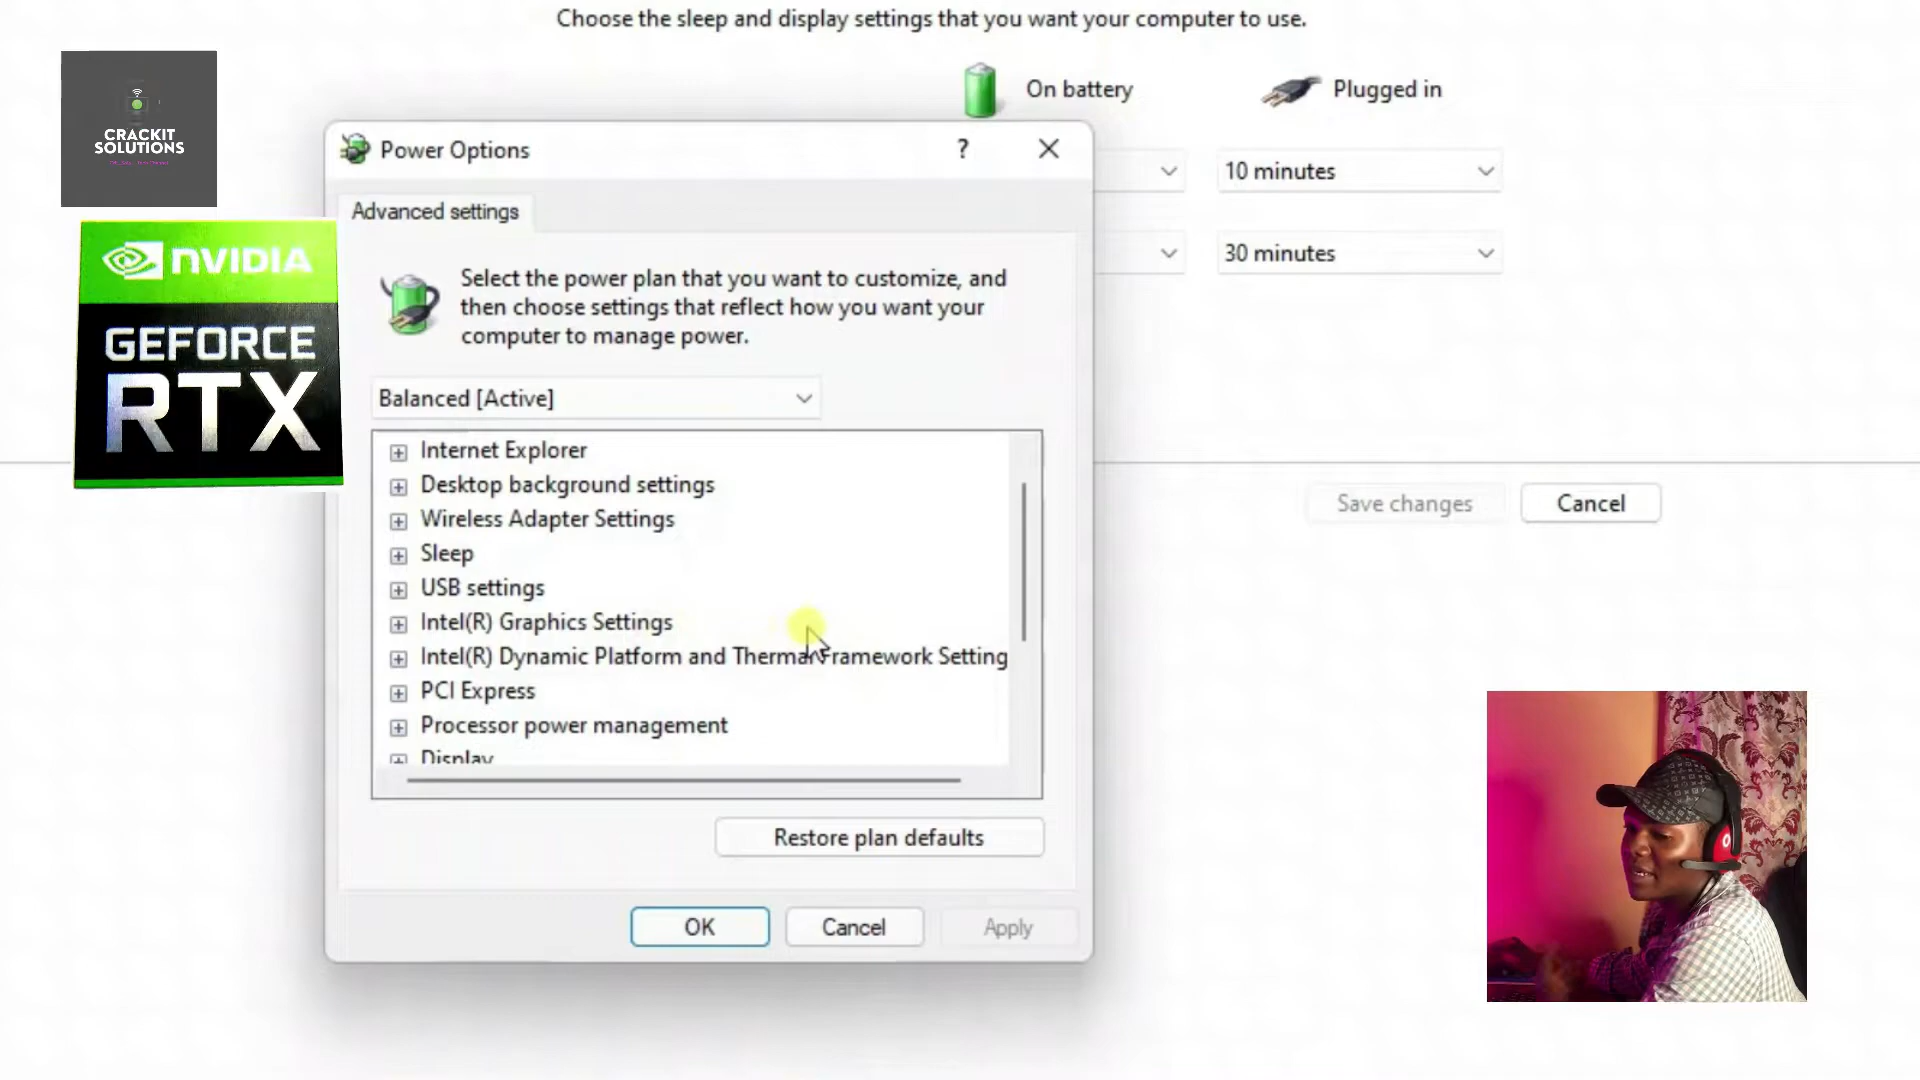 Choose the sleep and display settings that you want your computer to use.
On battery
Plugged in
CRACKIT
SOLUTIONS
Power Options
?
10 minutes
Advanced settings
NVIDIA
30 minutes
Select the power plan that you want to customize, and
then choose settings that reflect how you want your
computer to manage power.
GEFORCE
RTX
Balanced [Active]
Internet Explorer
Desktop background settings
Save changes
Cancel
Wireless Adapter Settings
Sleep
USB settings
Intel(R) Graphics Settings
Intel(R) Dynamic Platform and Thermal Framework Setting
PCI Express
Processor power management
Display
Restore plan defaults
OK
Cancel
Apply